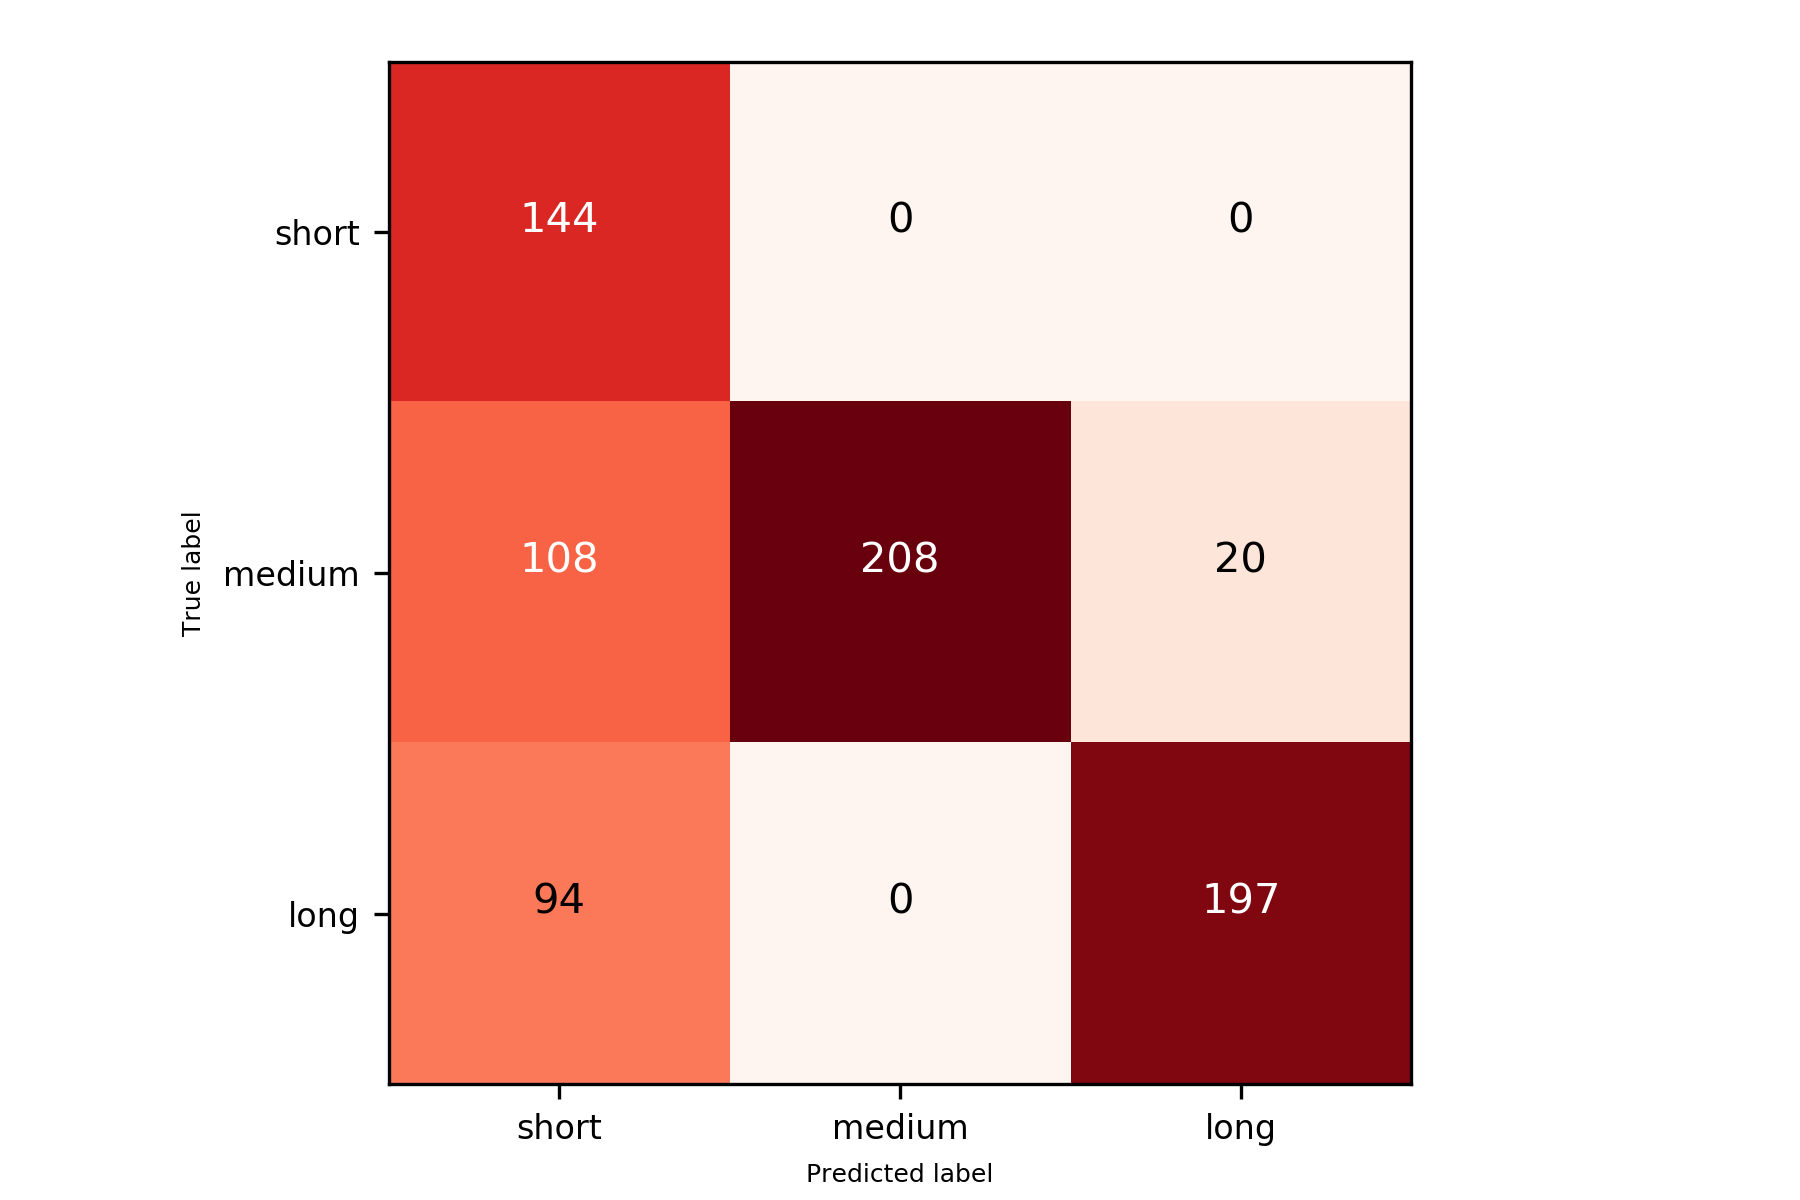 short 144 0 0
True label
medium 108 208 20
long 94 0 197
short medium long
Predicted label